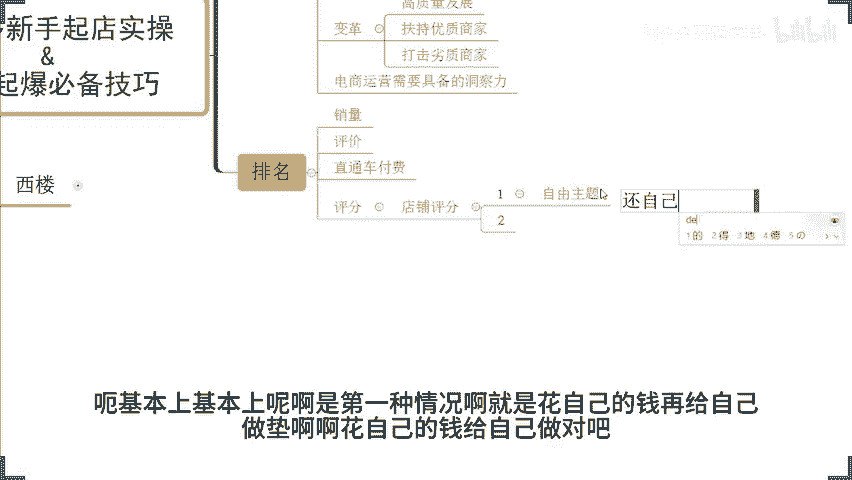 高质量发展
新手起店实操
变革
扶持优质商家
&
打击劣质商家
起爆必备技巧
电商运营需要具备的洞察力
销量
评价
排名
直通车付费
西楼
评分
店铺评分
1
自由主题
还自己
2
de
1的 2得 3地 4德 5の
bilibili
呃基本上基本上呢啊是第一种情况啊就是花自己的钱再给自己
做垫啊啊花自己的钱给自己做对吧